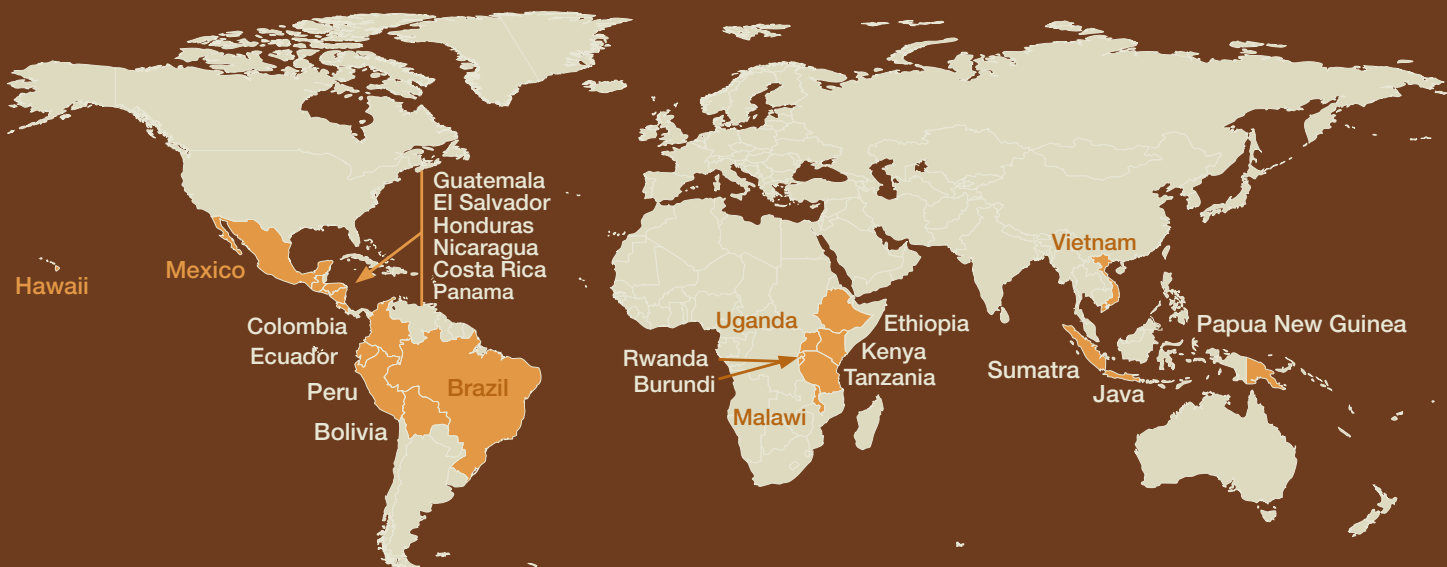 Guatemala
El Salvador
Honduras
Nicaragua
Costa Rica
Panama
Hawaii
Mexico
Colombia
Ecuador
Peru
Brazil
Bolivia
Uganda
Ethiopia
Rwanda
Kenya
Burundi
Tanzania
Malawi
Vietnam
Papua New Guinea
Sumatra
Java